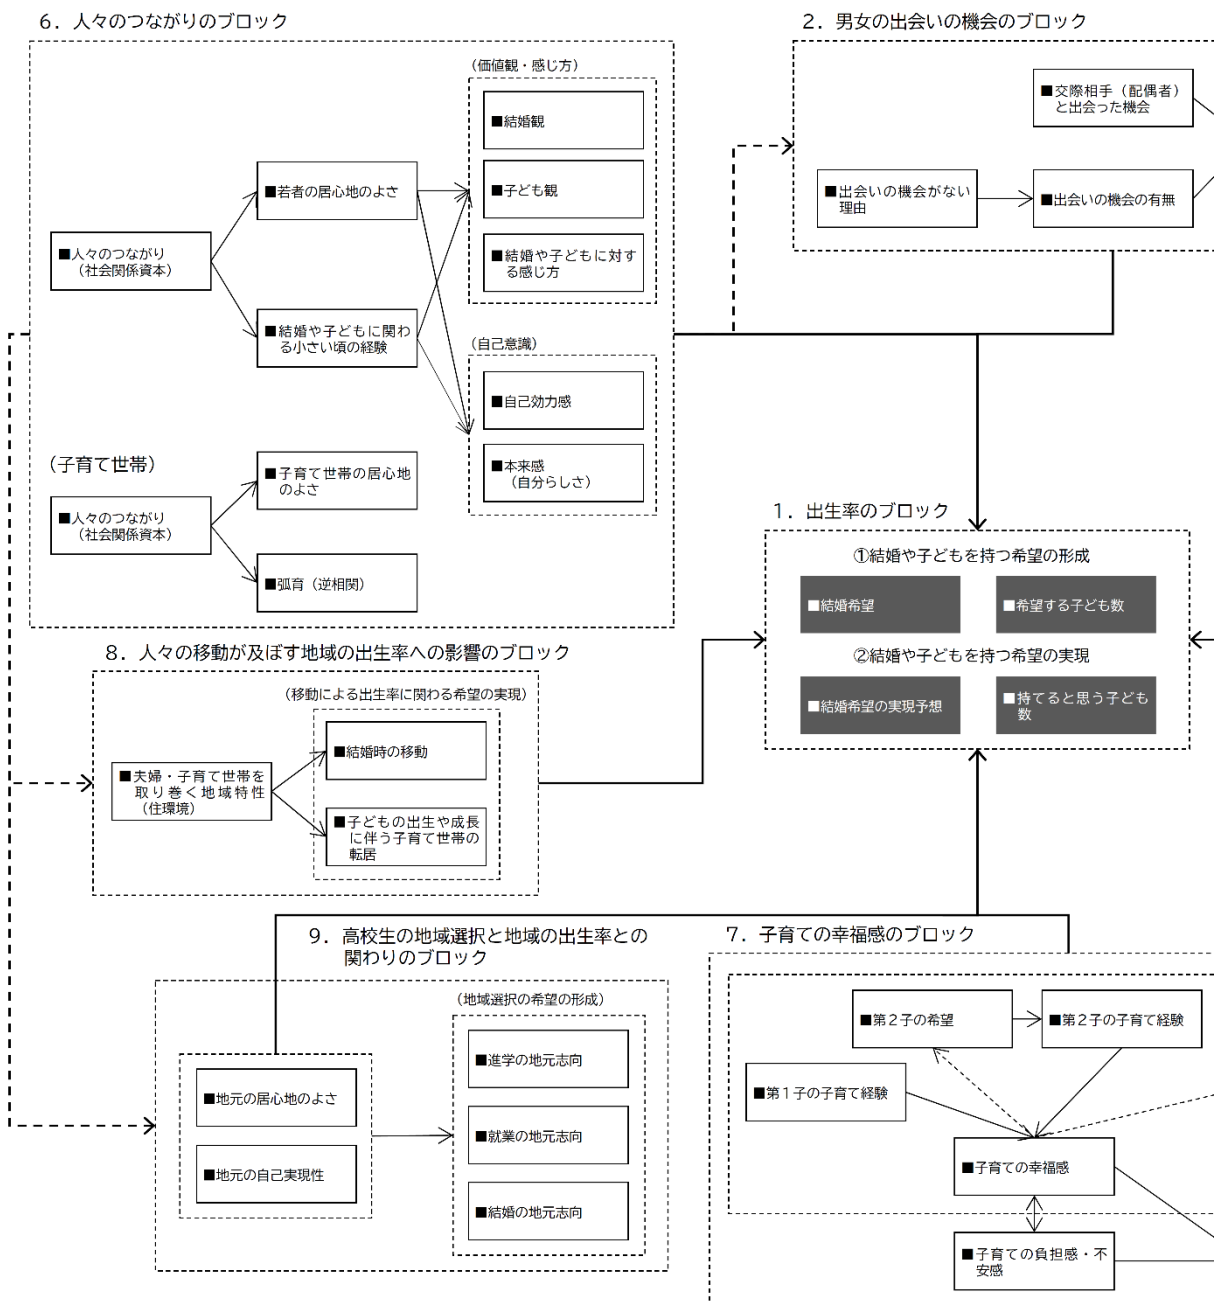 6．人々のつながりのブロック
（価値観・感じ方）
■結婚観
■若者の居心地のよさ
■子ども観
■人々のつながり
（社会関係資本）
■結婚や子どもに対す
る感じ方
■結婚や子どもに関わ
る小さい頃の経験
（自己意識）
■自己効力感
■本来感
（自分らしさ）
（子育て世帯）
■子育て世帯の居心地
のよさ
■人々のつながり
（社会関係資本）
■弧育（逆相関）
2．男女の出会いの機会のブロック
■交際相手（配偶者）
と出会った機会
■出会いの機会がない
理由
■出会いの機会の有無
1．出生率のブロック
①結婚や子どもを持つ希望の形成
■結婚希望
■希望する子ども数
②結婚や子どもを持つ希望の実現
■結婚希望の実現予想
■持てると思う子ども
数
8．人々の移動が及ぼす地域の出生率への影響のブロック
（移動による出生率に関わる希望の実現）
■結婚時の移動
■夫婦・子育て世帯を
取り巻く地域特性
（住環境）
■子どもの出生や成長
に伴う子育て世帯の
転居
9．高校生の地域選択と地域の出生率との
関わりのブロック
（地域選択の希望の形成）
■進学の地元志向
■地元の居心地のよさ
■就業の地元志向
■地元の自己実現性
■結婚の地元志向
7．子育ての幸福感のブロック
■第２子の希望
■第２子の子育て経験
■第１子の子育て経験
■子育ての幸福感
■子育ての負担感・不
安感